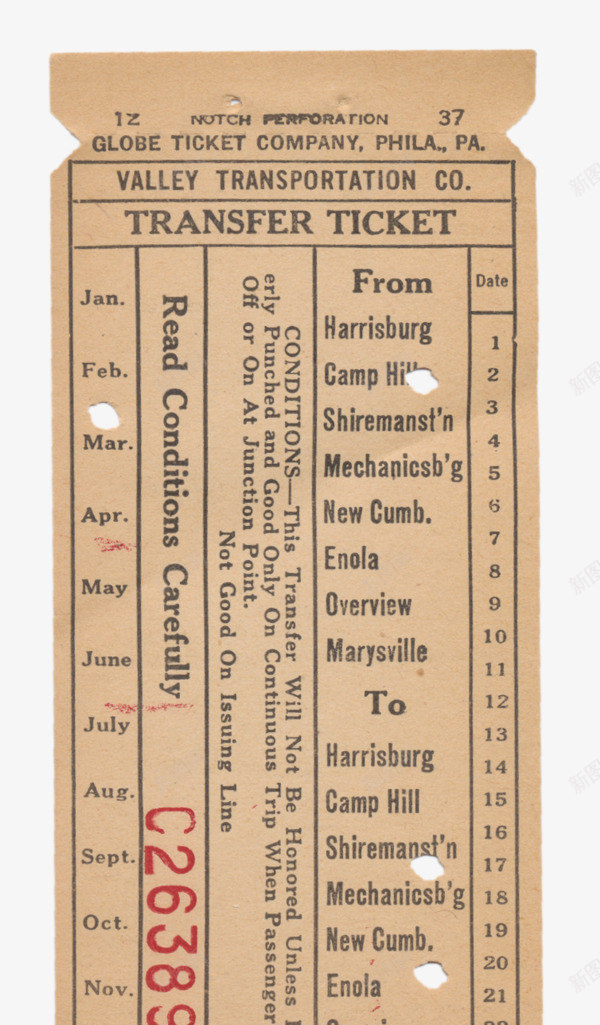 12 NOTCH PERFORATION 37
GLOBE TICKET COMPANY, PHILA., PA.
VALLEY TRANSPORTATION CO.
TRANSFER TICKET
Jan.
Feb.
Mar.
Apr.
May
June
July
Aug.
Sept.
Oct.
Nov.
Read Conditions Carefully
C26389
CONDITIONS—This Transfer Will Not Be Honored Unless
erly Punched and Good Only On Continuous Trip When Passenger
Off or On At Junction Point.
Not Good On Issuing Line
From
Harrisburg
Camp Hill
Shiremanst'n
Mechanicsb'g
New Cumb.
Enola
Overview
Marysville
To
Harrisburg
Camp Hill
Shiremanst'n
Mechanicsb'g
New Cumb.
Enola
Date
1
2
3
4
5
6
7
8
9
10
11
12
13
14
15
16
17
18
19
20
21